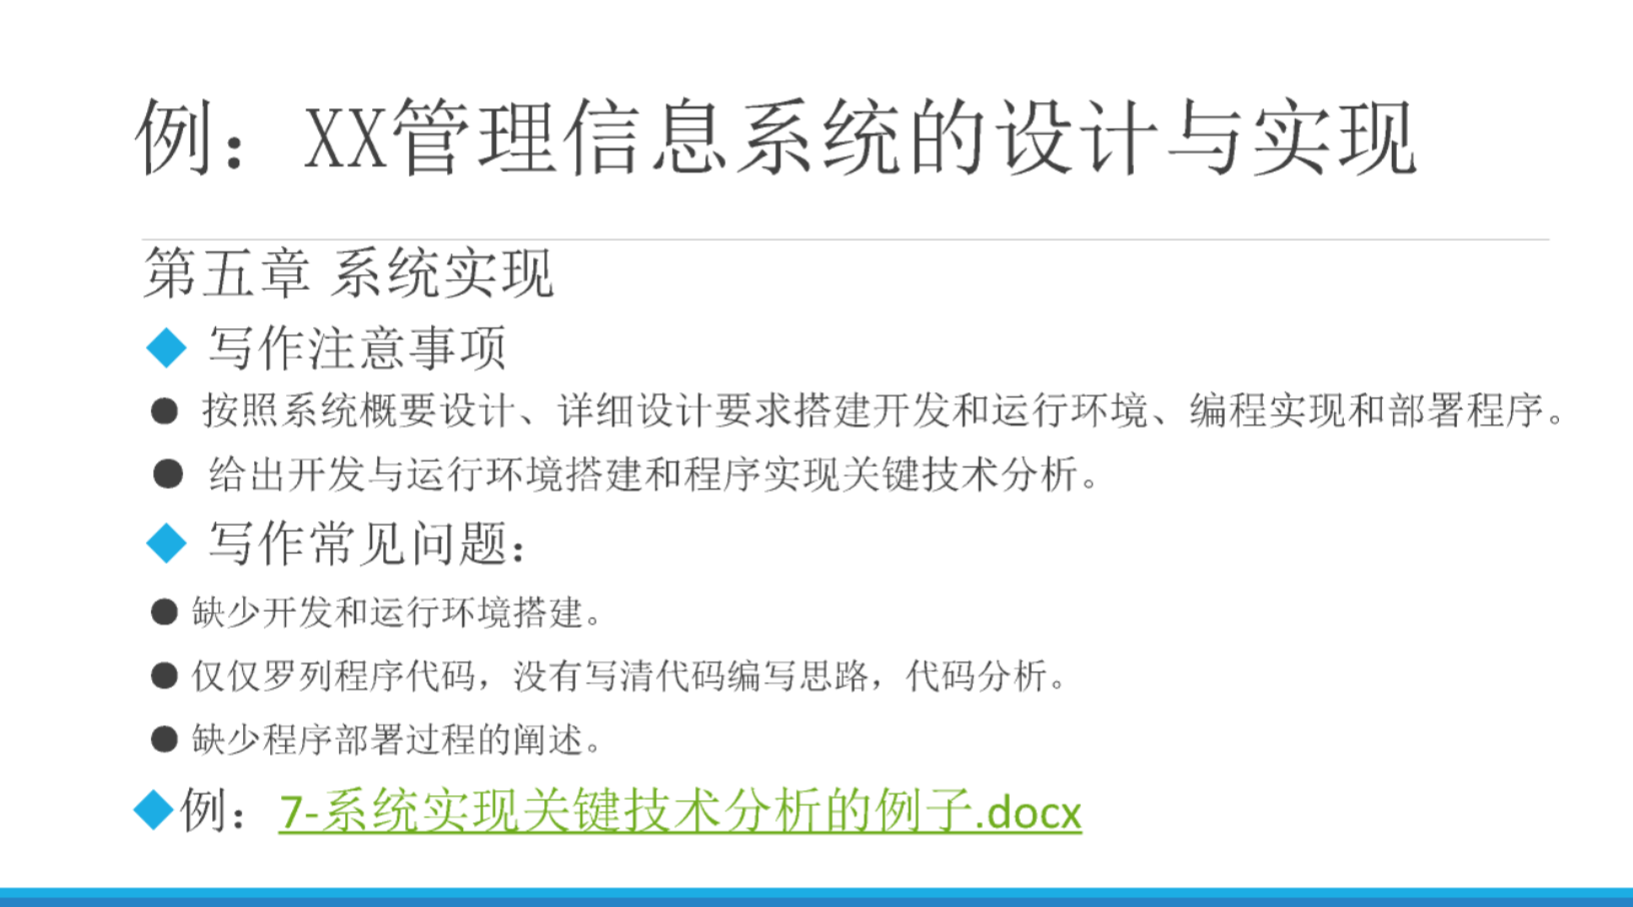 例：XX管理信息系统的设计与实现
第五章 系统实现
◆ 写作注意事项
● 按照系统概要设计、详细设计要求搭建开发和运行环境、编程实现和部署程序。
● 给出开发与运行环境搭建和程序实现关键技术分析。
◆ 写作常见问题：
● 缺少开发和运行环境搭建。
● 仅仅罗列程序代码，没有写清代码编写思路，代码分析。
● 缺少程序部署过程的阐述。
◆例：7-系统实现关键技术分析的例子.docx